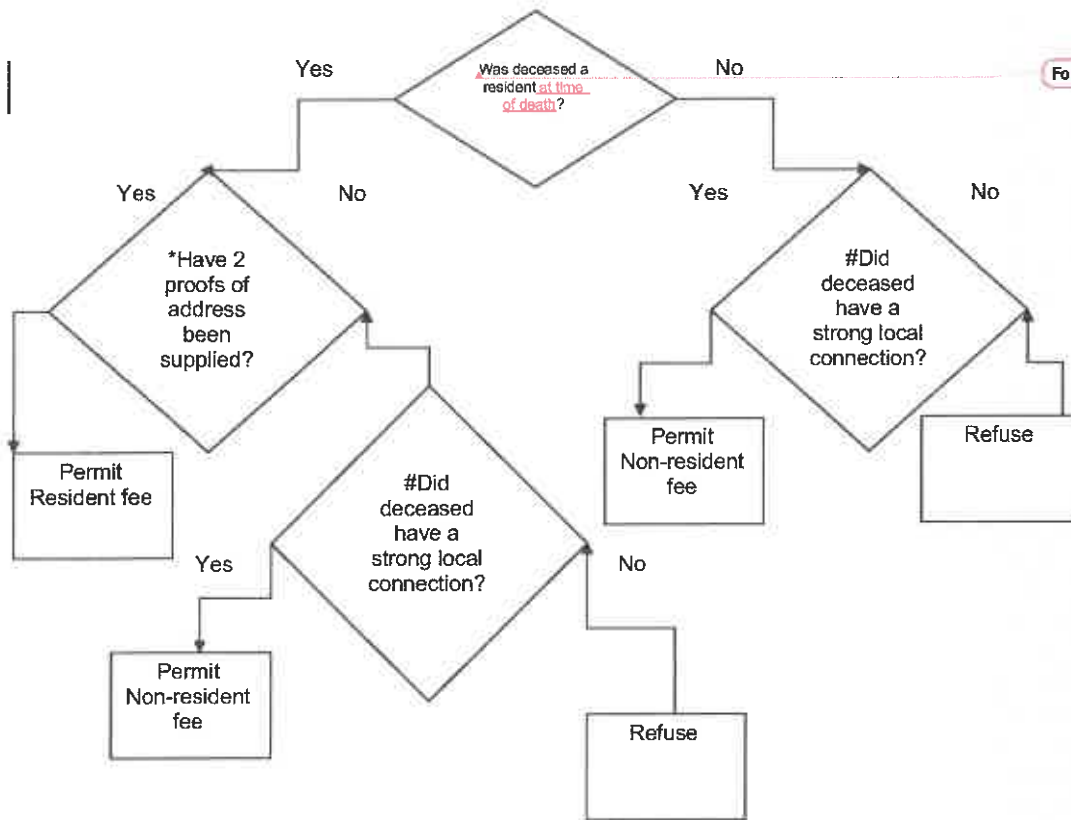 Yes
Was deceased a
resident at time
of death?
No
Fo
Yes
No
Yes
No
*Have 2
proofs of
address
been
supplied?
#Did
deceased
have a
strong local
connection?
Permit
Resident fee
Permit
Non-resident
fee
Refuse
#Did
deceased
have a
strong local
connection?
Yes
No
Permit
Non-resident
fee
Refuse